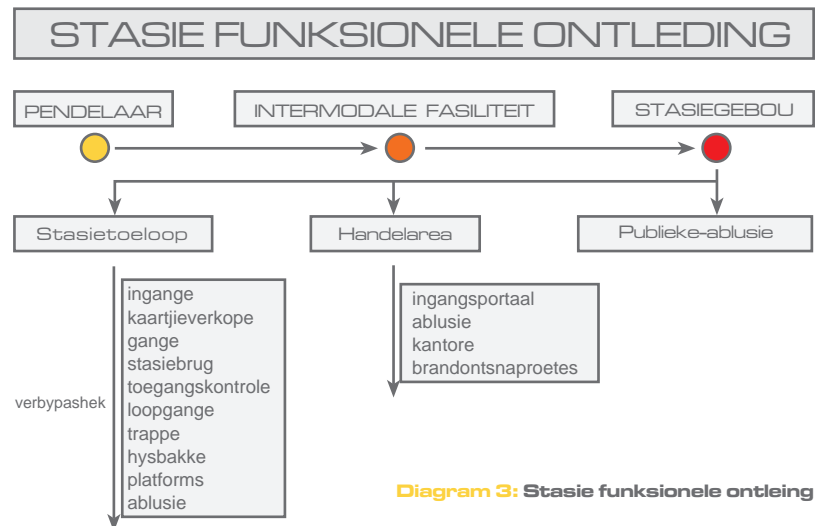 STASIE FUNKSIONELE ONTLEDING
PENDELAAR
INTERMODALE FASILITEIT
STASIEGEBOU
Stasietoeloop
Handelarea
Publieke-ablusie
ingange
kaartjieverkope
gange
stasiebrug
toegangskontrole
loopgange
trappe
hysbakke
platforms
ablusie
verbypashek
ingangsportaal
ablusie
kantore
brandontsnaproetes
Diagram 3: Stasie funksionele ontleing